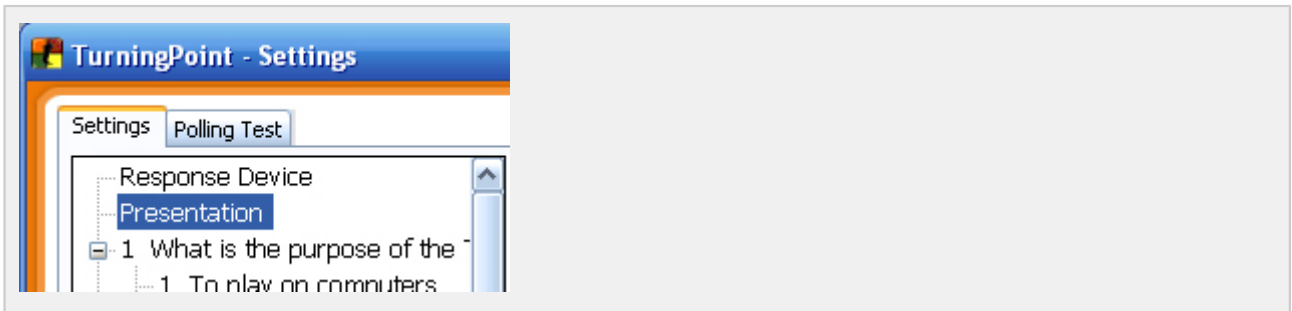 TurningPoint - Settings
Settings Polling Test
Response Device
Presentation
1 What is the purpose of the
1 To play on computers